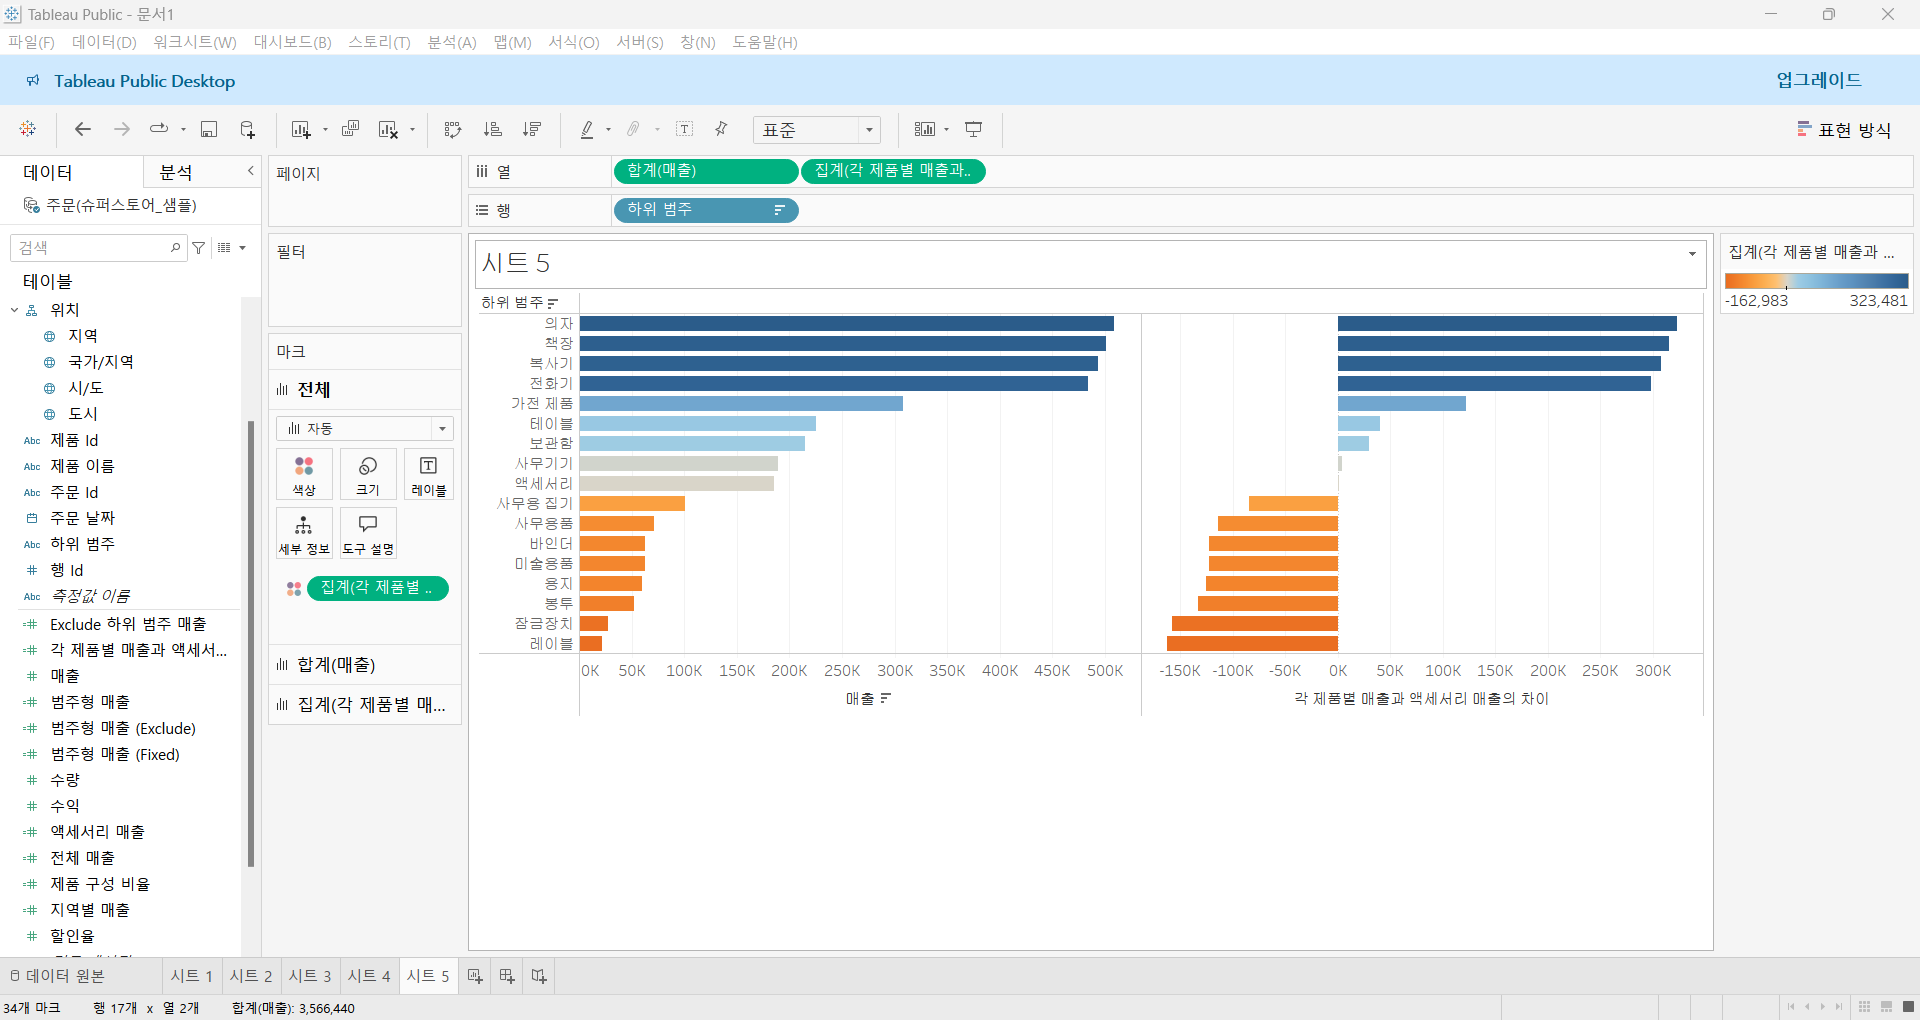 Tableau Public - 문서1
파일(F) 데이터(D) 워크시트(W) 대시보드(B) 스토리(T) 분석(A) 맵(M) 서식(O) 서버(S) 창(N) 도움말(H)
Tableau Public Desktop 업그레이드
표준 표현 방식
데이터 분석
주문(슈퍼스토어_샘플)
검색
테이블
위치
지역
국가/지역
시/도
도시
Abc 제품 Id
Abc 제품 이름
Abc 주문 Id
주문 날짜
Abc 하위 범주
행 Id
Abc 측정값 이름
Exclude 하위 범주 매출
각 제품별 매출과 액세서...
매출
범주형 매출
범주형 매출 (Exclude)
범주형 매출 (Fixed)
수량
수익
액세서리 매출
전체 매출
제품 구성 비율
지역별 매출
할인율
페이지
필터
마크
전체
자동
색상 크기 레이블
세부 정보 도구 설명
집계(각 제품별 ..
합계(매출)
집계(각 제품별 매...
열 합계(매출) 집계(각 제품별 매출과..
행 하위 범주
시트 5
하위 범주
의자
책장
복사기
전화기
가전 제품
테이블
보관함
사무기기
액세서리
사무용 집기
사무용품
바인더
미술용품
용지
봉투
잠금장치
레이블
0K 50K 100K 150K 200K 250K 300K 350K 400K 450K 500K -150K -100K -50K 0K 50K 100K 150K 200K 250K 300K
매출 각 제품별 매출과 액세서리 매출의 차이
집계(각 제품별 매출과 ...
-162,983 323,481
데이터 원본 시트 1 시트 2 시트 3 시트 4 시트 5
34개 마크 행 17개 x 열 2개 합계(매출): 3,566,440